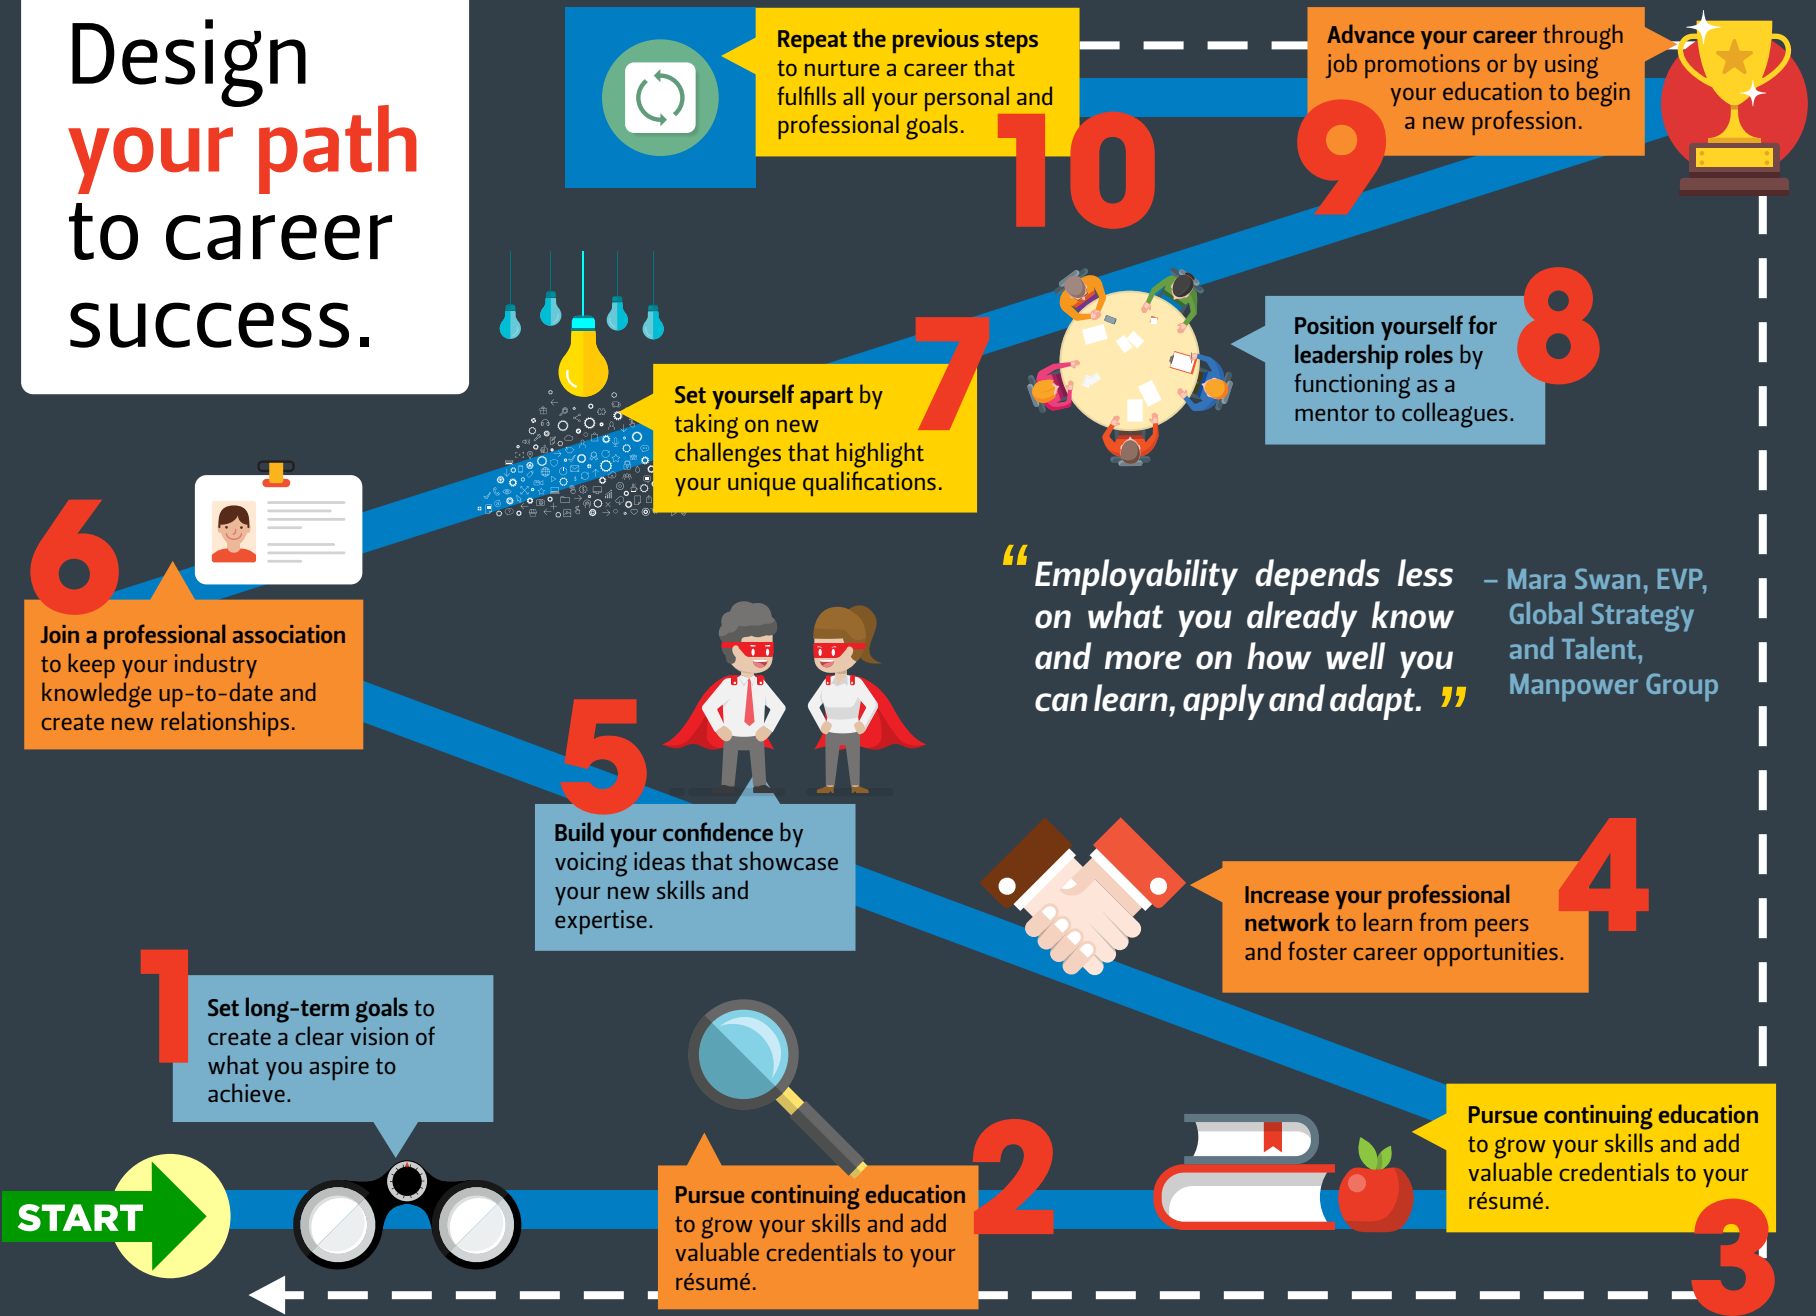 Design
your path
to career
success.
START
1
Set long-term goals to
create a clear vision of
what you aspire to
achieve.
2
Pursue continuing education
to grow your skills and add
valuable credentials to your
résumé.
3
Pursue continuing education
to grow your skills and add
valuable credentials to your
résumé.
4
Increase your professional
network to learn from peers
and foster career opportunities.
5
Build your confidence by
voicing ideas that showcase
your new skills and
expertise.
6
Join a professional association
to keep your industry
knowledge up-to-date and
create new relationships.
7
Set yourself apart by
taking on new
challenges that highlight
your unique qualifications.
8
Position yourself for
leadership roles by
functioning as a
mentor to colleagues.
9
Advance your career through
job promotions or by using
your education to begin
a new profession.
10
Repeat the previous steps
to nurture a career that
fulfills all your personal and
professional goals.
“Employability depends less
on what you already know
and more on how well you
can learn, apply and adapt.”
– Mara Swan, EVP,
Global Strategy
and Talent,
Manpower Group